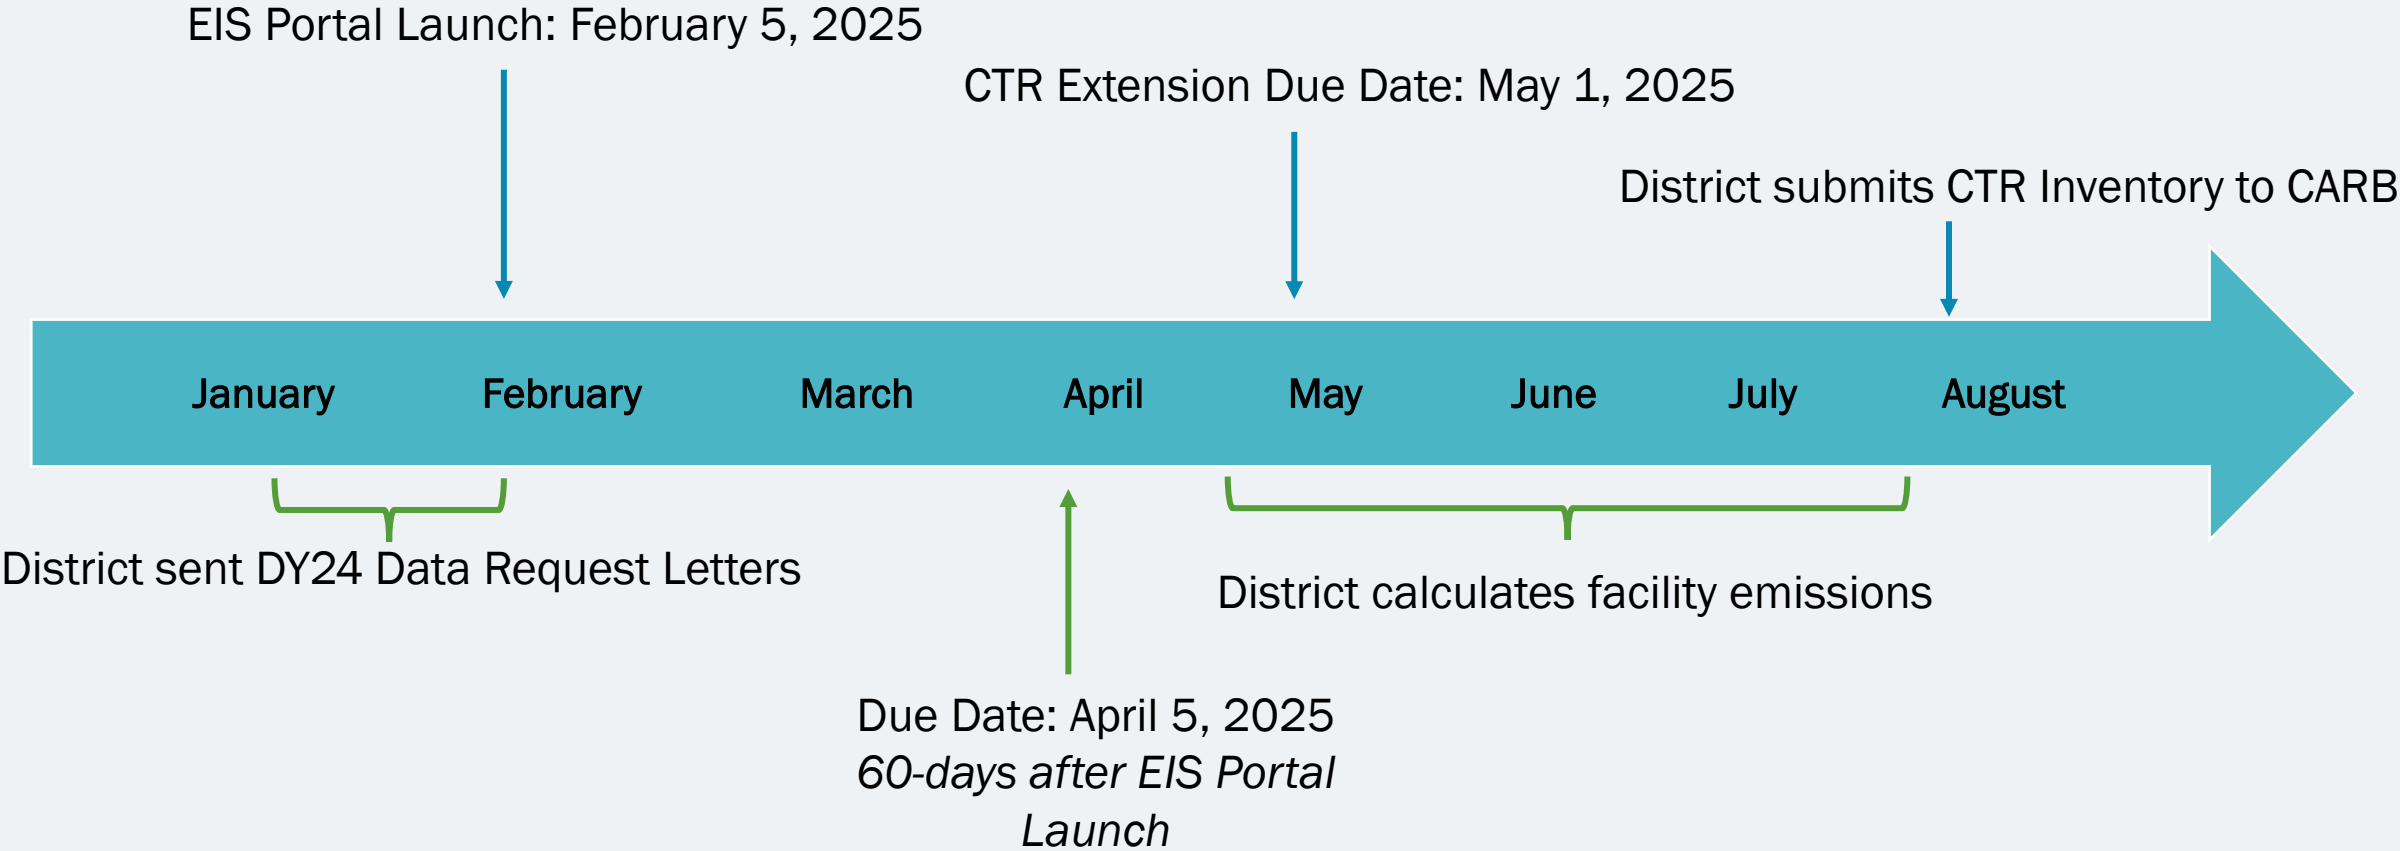 EIS Portal Launch: February 5, 2025
CTR Extension Due Date: May 1, 2025
District submits CTR Inventory to CARB
January February March April May June July August
District sent DY24 Data Request Letters
District calculates facility emissions
Due Date: April 5, 2025
60-days after EIS Portal
Launch